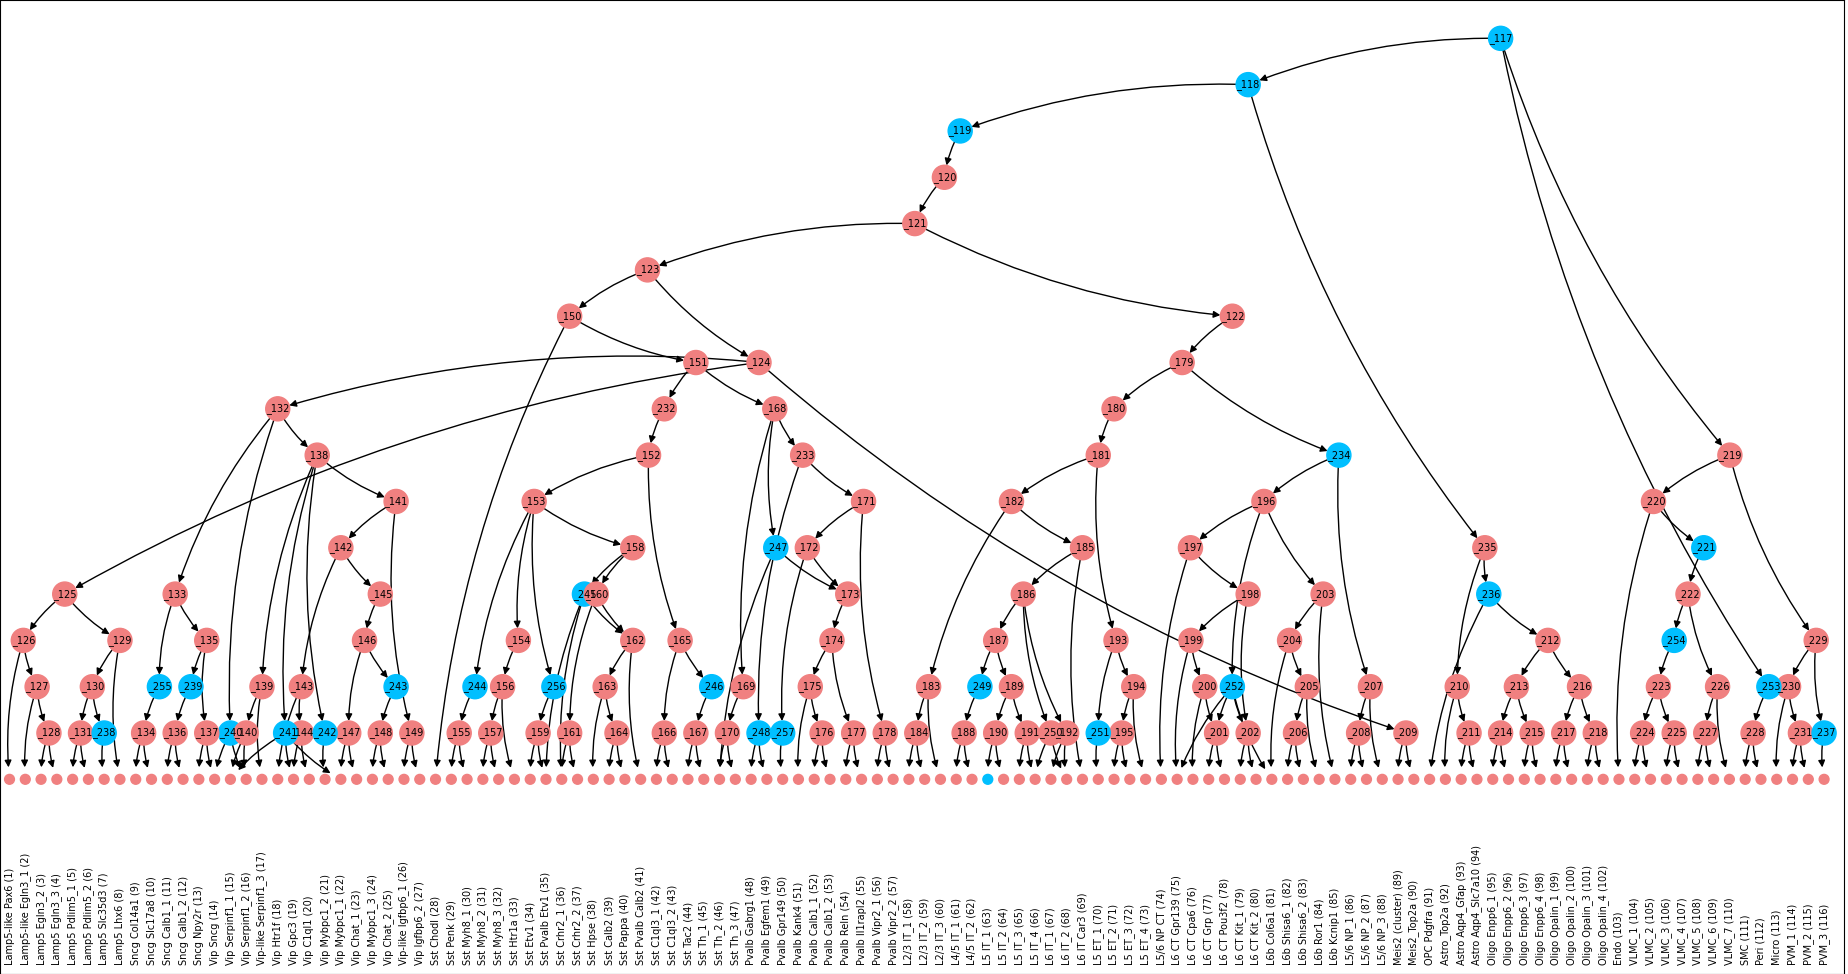 _117
_118
_119
_120
_121
_123
_150
_122
_151
_124
_179
_132
_232
_168
_180
_138
_152
_233
_181
_234
_219
_141
_153
_171
_182
_196
_220
_142
_158
_247
_172
_185
_197
_235
_221
_125
_133
_145
_160
_173
_186
_198
_203
_236
_222
_126
_129
_135
_146
_154
_162
_165
_174
_187
_193
_199
_204
_212
_254
_229
_127
_130
_255
_239
_139
_143
_243
_244
_156
_256
_163
_246
_169
_175
_183
_249
_189
_194
_200
_252
_205
_207
_210
_213
_216
_223
_226
_253
_230
_128
_131
_238
_134
_136
_137
_240
_140
_241
_144
_242
_147
_148
_149
_155
_157
_159
_161
_164
_166
_167
_170
_248
_257
_176
_177
_178
_184
_188
_190
_191
_250
_192
_251
_195
_201
_202
_206
_208
_209
_211
_214
_215
_217
_218
_224
_225
_227
_228
_231
_237
Lamp5-like Pax6 (1)
Lamp5-like Egln3_1 (2)
Lamp5 Egln3_2 (3)
Lamp5 Egln3_3 (4)
Lamp5 Pdlim5_1 (5)
Lamp5 Pdlim5_2 (6)
Lamp5 Slc35d3 (7)
Lamp5 Lhx6 (8)
Sncg Col14a1 (9)
Sncg Slc17a8 (10)
Sncg Calb1_1 (11)
Sncg Calb1_2 (12)
Sncg Npy2r (13)
Vip Sncg (14)
Vip Serpinf1_1 (15)
Vip Serpinf1_2 (16)
Vip-like Serpinf1_3 (17)
Vip Htr1f (18)
Vip Gpc3 (19)
Vip C1ql1 (20)
Vip Mybpc1_2 (21)
Vip Mybpc1_1 (22)
Vip Chat_1 (23)
Vip Mybpc1_3 (24)
Vip Chat_2 (25)
Vip-like Igfbp6_1 (26)
Vip Igfbp6_2 (27)
Sst Chodl (28)
Sst Penk (29)
Sst Myh8_1 (30)
Sst Myh8_2 (31)
Sst Myh8_3 (32)
Sst Htr1a (33)
Sst Etv1 (34)
Sst Pvalb Etv1 (35)
Sst Crhr2_1 (36)
Sst Crhr2_2 (37)
Sst Hpse (38)
Sst Calb2 (39)
Sst Pappa (40)
Sst Pvalb Calb2 (41)
Sst C1ql3_1 (42)
Sst C1ql3_2 (43)
Sst Tac2 (44)
Sst Th_1 (45)
Sst Th_2 (46)
Sst Th_3 (47)
Pvalb Gabrg1 (48)
Pvalb Egfem1 (49)
Pvalb Gpr149 (50)
Pvalb Kank4 (51)
Pvalb Calb1_1 (52)
Pvalb Calb1_2 (53)
Pvalb Reln (54)
Pvalb Il1rapl2 (55)
Pvalb Vipr2_1 (56)
Pvalb Vipr2_2 (57)
L2/3 IT_1 (58)
L2/3 IT_2 (59)
L2/3 IT_3 (60)
L4/5 IT_1 (61)
L4/5 IT_2 (62)
L5 IT_1 (63)
L5 IT_2 (64)
L5 IT_3 (65)
L5 IT_4 (66)
L6 IT_1 (67)
L6 IT_2 (68)
L6 IT Car3 (69)
L5 ET_1 (70)
L5 ET_2 (71)
L5 ET_3 (72)
L5 ET_4 (73)
L5/6 NP CT (74)
L6 CT Gpr139 (75)
L6 CT Cpa6 (76)
L6 CT Grp (77)
L6 CT Pou3f2 (78)
L6 CT Kit_1 (79)
L6 CT Kit_2 (80)
L6b Col6a1 (81)
L6b Shisa6_1 (82)
L6b Shisa6_2 (83)
L6b Ror1 (84)
L6b Kcnip1 (85)
L5/6 NP_1 (86)
L5/6 NP_2 (87)
L5/6 NP_3 (88)
Meis2 (cluster) (89)
Meis2_Top2a (90)
OPC Pdgfra (91)
Astro_Top2a (92)
Astro Aqp4_Gfap (93)
Astro Aqp4_Slc7a10 (94)
Oligo Enpp6_1 (95)
Oligo Enpp6_2 (96)
Oligo Enpp6_3 (97)
Oligo Enpp6_4 (98)
Oligo Opalin_1 (99)
Oligo Opalin_2 (100)
Oligo Opalin_3 (101)
Oligo Opalin_4 (102)
Endo (103)
VLMC_1 (104)
VLMC_2 (105)
VLMC_3 (106)
VLMC_4 (107)
VLMC_5 (108)
VLMC_6 (109)
VLMC_7 (110)
SMC (111)
Peri (112)
Micro (113)
PVM_1 (114)
PVM_2 (115)
PVM_3 (116)